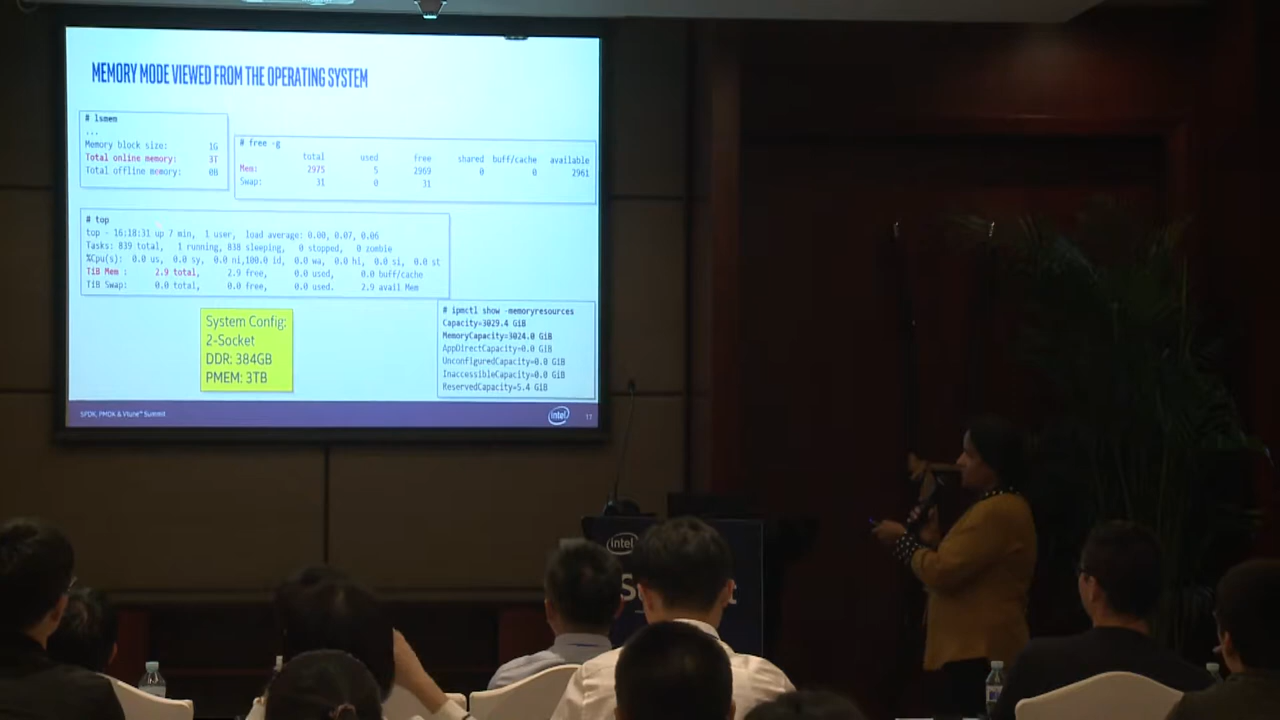 MEMORY MODE VIEWED FROM THE OPERATING SYSTEM
# lsmem
...
Memory block size: 1G
Total online memory: 3T
Total offline memory: 0B
# free -g
total used free shared buff/cache available
Mem: 2975 5 2969 0 0 2961
Swap: 31 0 31
# top
top - 16:18:31 up 7 min, 1 user, load average: 0.00, 0.07, 0.06
Tasks: 839 total, 1 running, 838 sleeping, 0 stopped, 0 zombie
%Cpu(s): 0.0 us, 0.0 sy, 0.0 ni,100.0 id, 0.0 wa, 0.0 hi, 0.0 si, 0.0 st
TiB Mem : 2.9 total, 2.9 free, 0.0 used, 0.0 buff/cache
TiB Swap: 0.0 total, 0.0 free, 0.0 used. 2.9 avail Mem
System Config:
2-Socket
DDR: 384GB
PMEM: 3TB
# ipmctl show -memoryresources
Capacity=3029.4 GiB
MemoryCapacity=3024.0 GiB
AppDirectCapacity=0.0 GiB
UnconfiguredCapacity=0.0 GiB
InaccessibleCapacity=0.0 GiB
ReservedCapacity=5.4 GiB
SPDK, PMDK & Vtune™ Summit
intel
17
intel